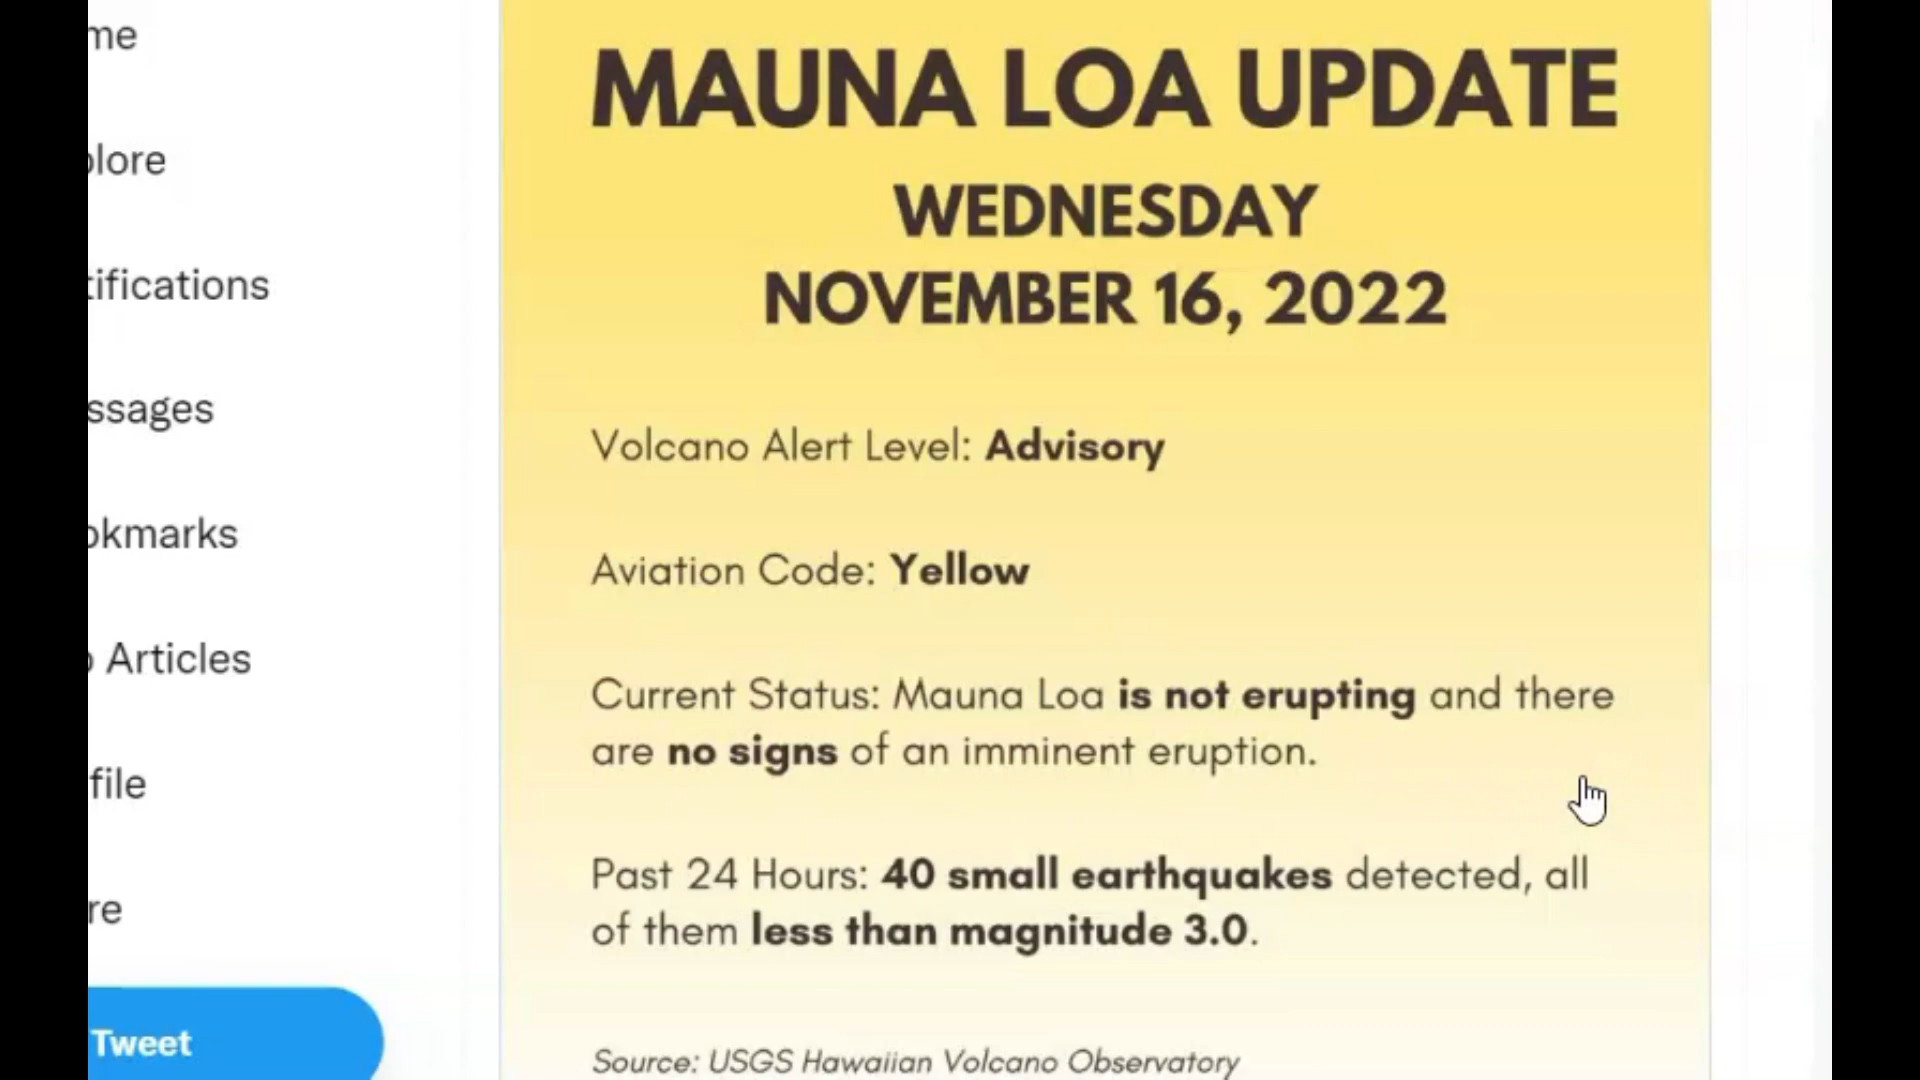 MAUNA LOA UPDATE
WEDNESDAY
NOVEMBER 16, 2022
Volcano Alert Level: Advisory
Aviation Code: Yellow
Current Status: Mauna Loa is not erupting and there
are no signs of an imminent eruption.
Past 24 Hours: 40 small earthquakes detected, all
of them less than magnitude 3.0.
Source: USGS Hawaiian Volcano Observatory
me
plore
tifications
ssages
okmarks
Articles
file
re
Tweet